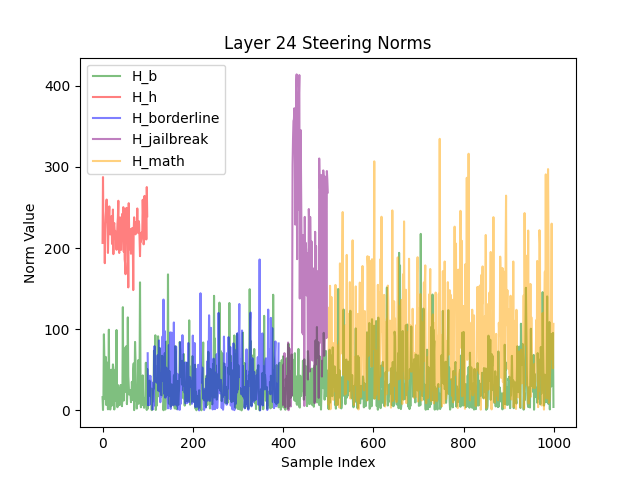 Layer 24 Steering Norms
H_b
H_h
H_borderline
H_jailbreak
H_math
Norm Value
400
300
200
100
0
0
200
400
600
800
1000
Sample Index